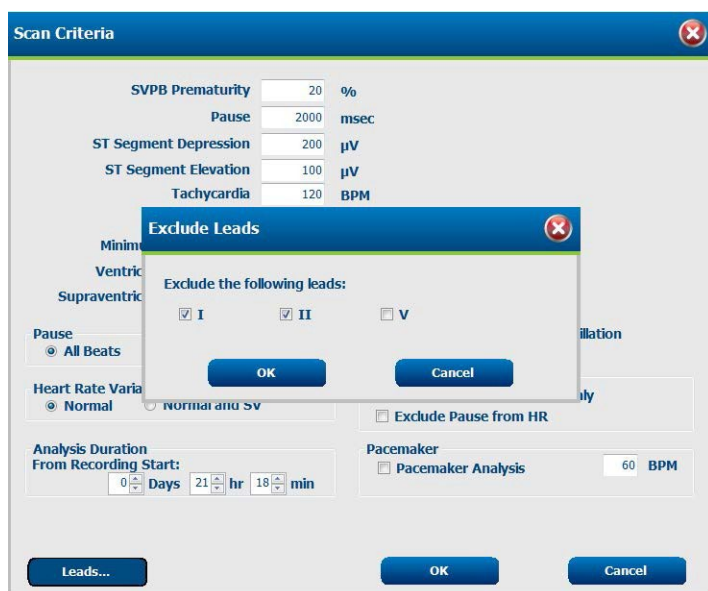 Scan Criteria
SVPB Prematurity 20 %
Pause 2000 msec
ST Segment Depression 200 µV
ST Segment Elevation 100 µV
Tachycardia 120 BPM
Exclude Leads
Exclude the following leads:
I II V
OK Cancel
Pause
All Beats
Heart Rate
Normal Normal and SV
Exclude Pause from HR
Analysis Duration
From Recording Start:
0 Days 21 hr 18 min
Pacemaker
Pacemaker Analysis 60 BPM
Leads... OK Cancel